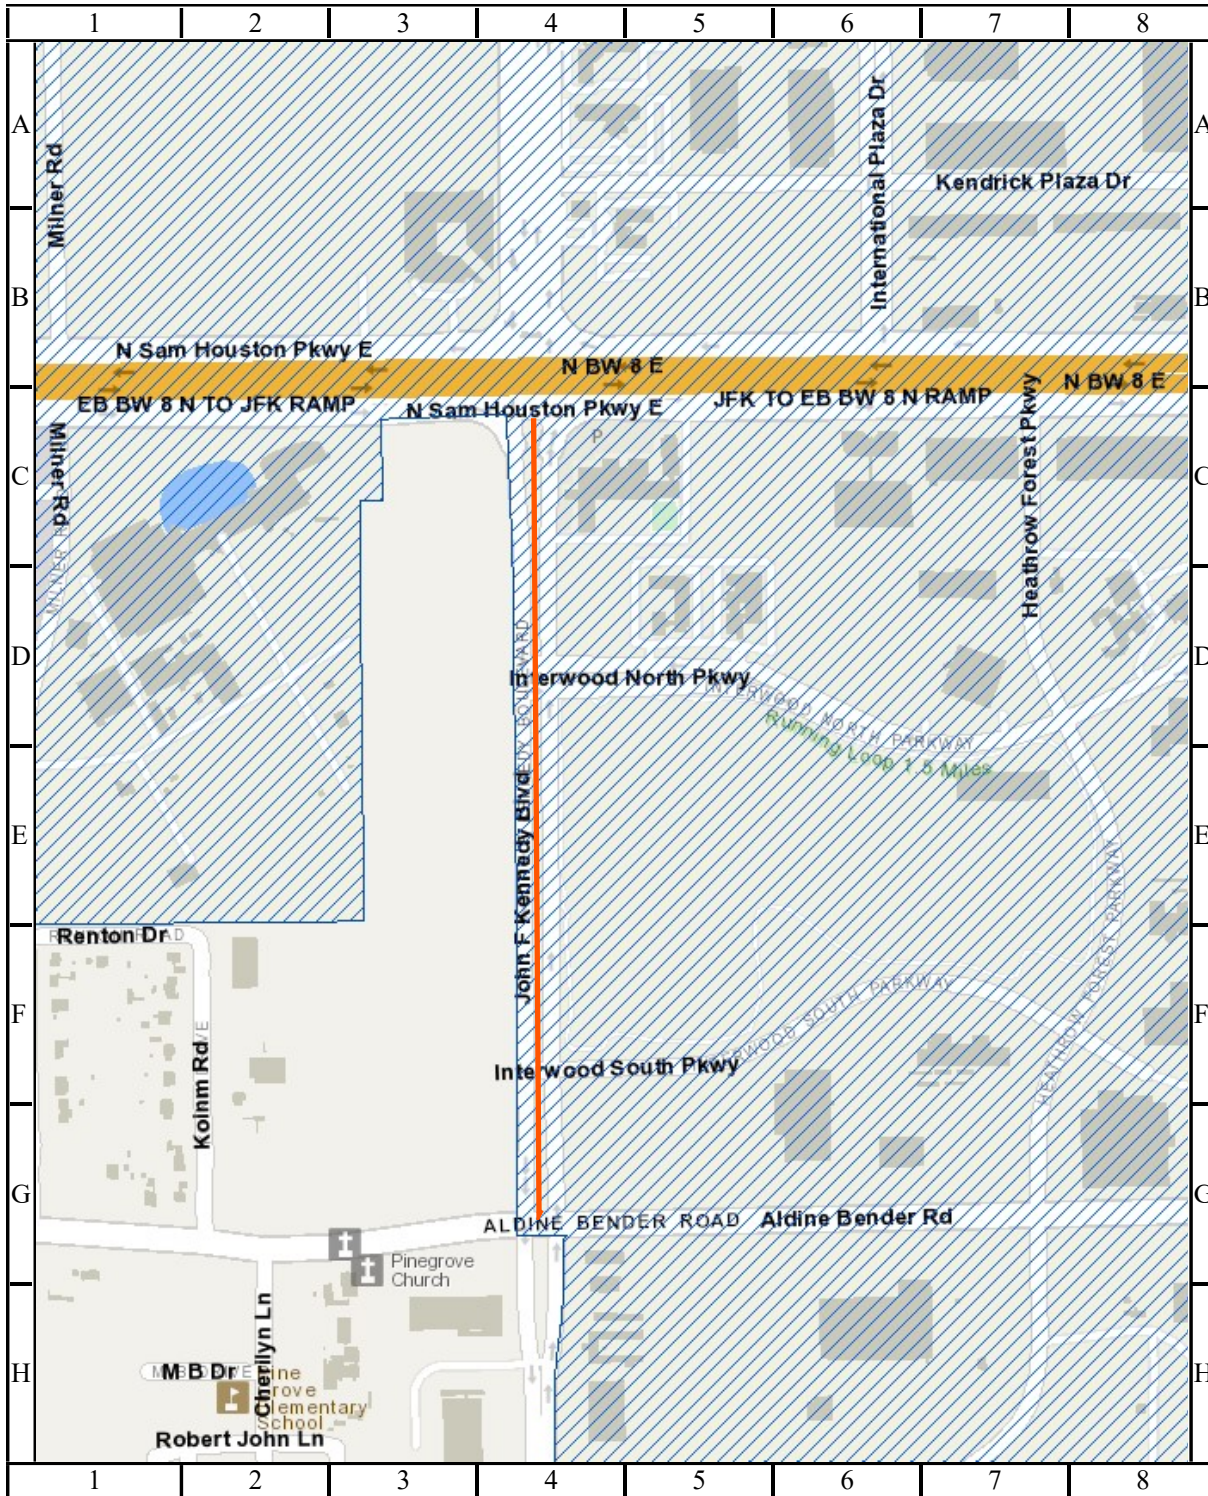 1 2 3 4 5 6 7 8
A A
International Plaza Dr
Milner Rd
Kendrick Plaza Dr
B B
N Sam Houston Pkwy E
N BW 8 E
N BW 8 E
EB BW 8 N TO JFK RAMP
JFK TO EB BW 8 N RAMP
N Sam Houston Pkwy E
Heathrow Forest Pkwy
Milner Rd
P
C C
D D
Interwood North Pkwy
INTERWOOD NORTH PARKWAY
Running Loop 1.5 Miles
John F Kennedy Blvd
E E
HEATHROW FOREST PARKWAY
Renton Dr
F F
Koinm Rd
SOUTH PARKWAY
Interwood South Pkwy
G G
ALDINE BENDER ROAD
Aldine Bender Rd
Pinegrove
Church
Cherilyn Ln
H H
M B Dr
Elementary
School
Robert John Ln
1 2 3 4 5 6 7 8